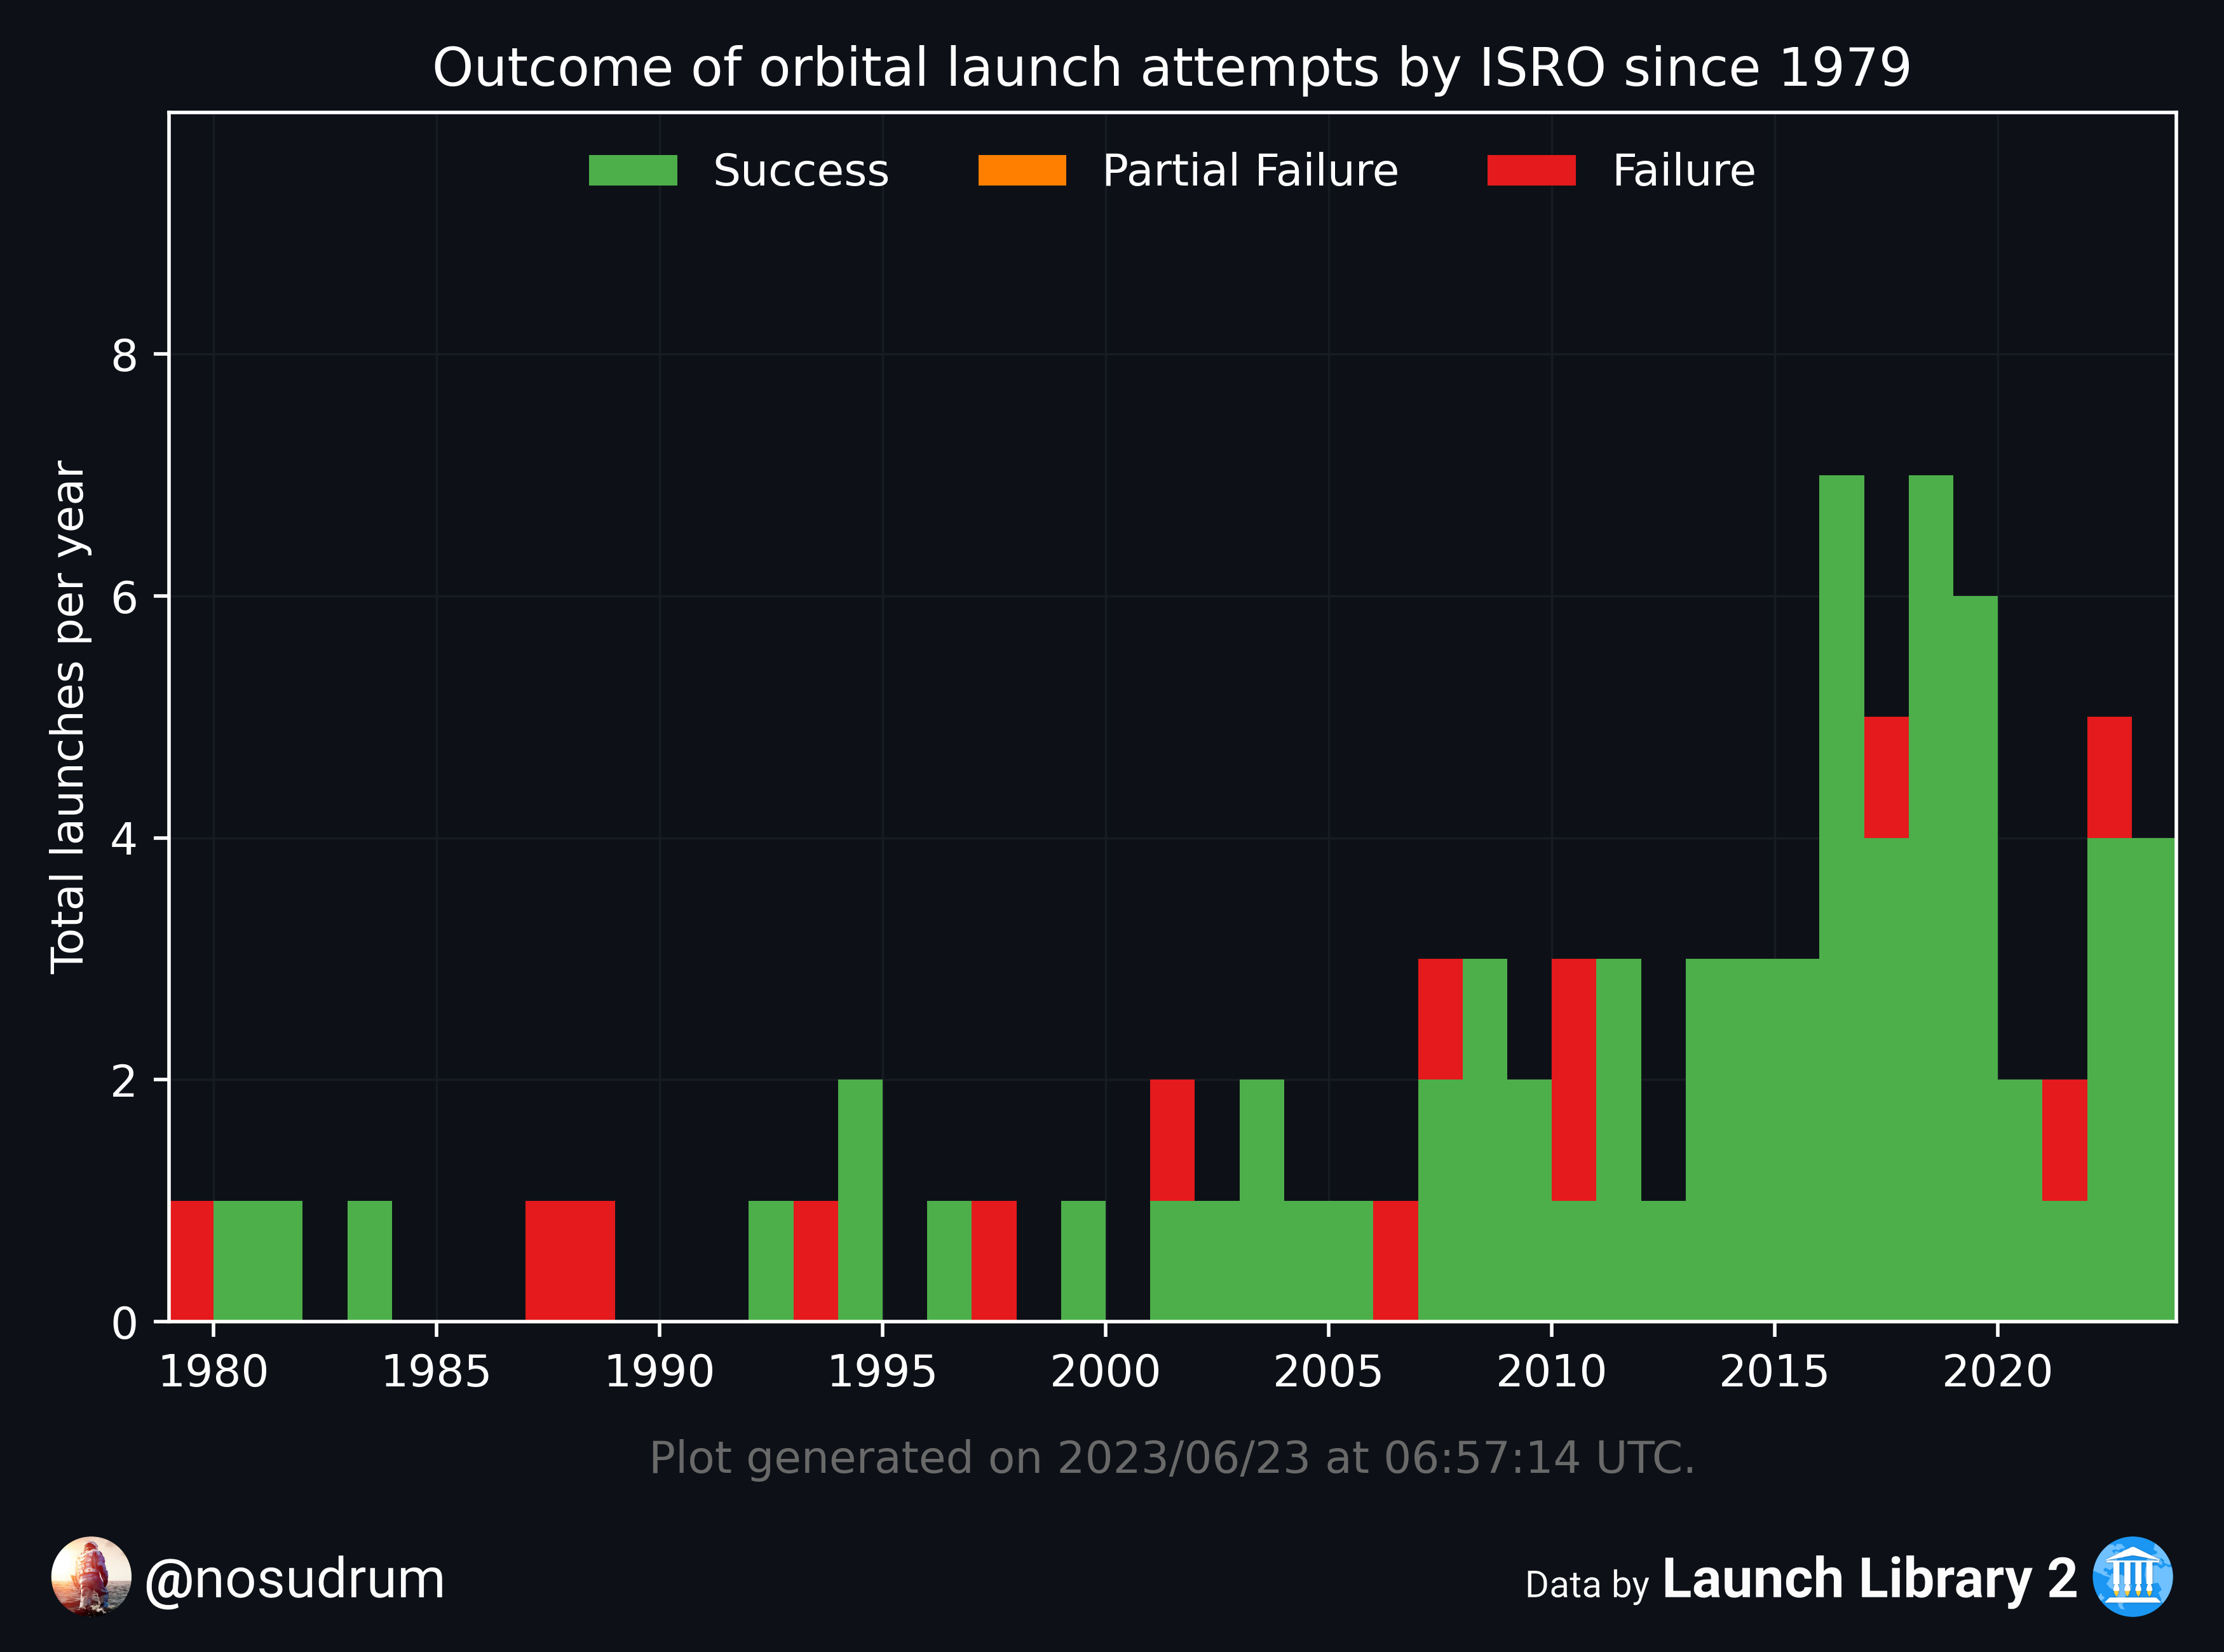 Outcome of orbital launch attempts by ISRO since 1979
Success Partial Failure Failure
Total launches per year
8
6
4
2
0
1980 1985 1990 1995 2000 2005 2010 2015 2020
Plot generated on 2023/06/23 at 06:57:14 UTC.
@nosudrum
Data by Launch Library 2